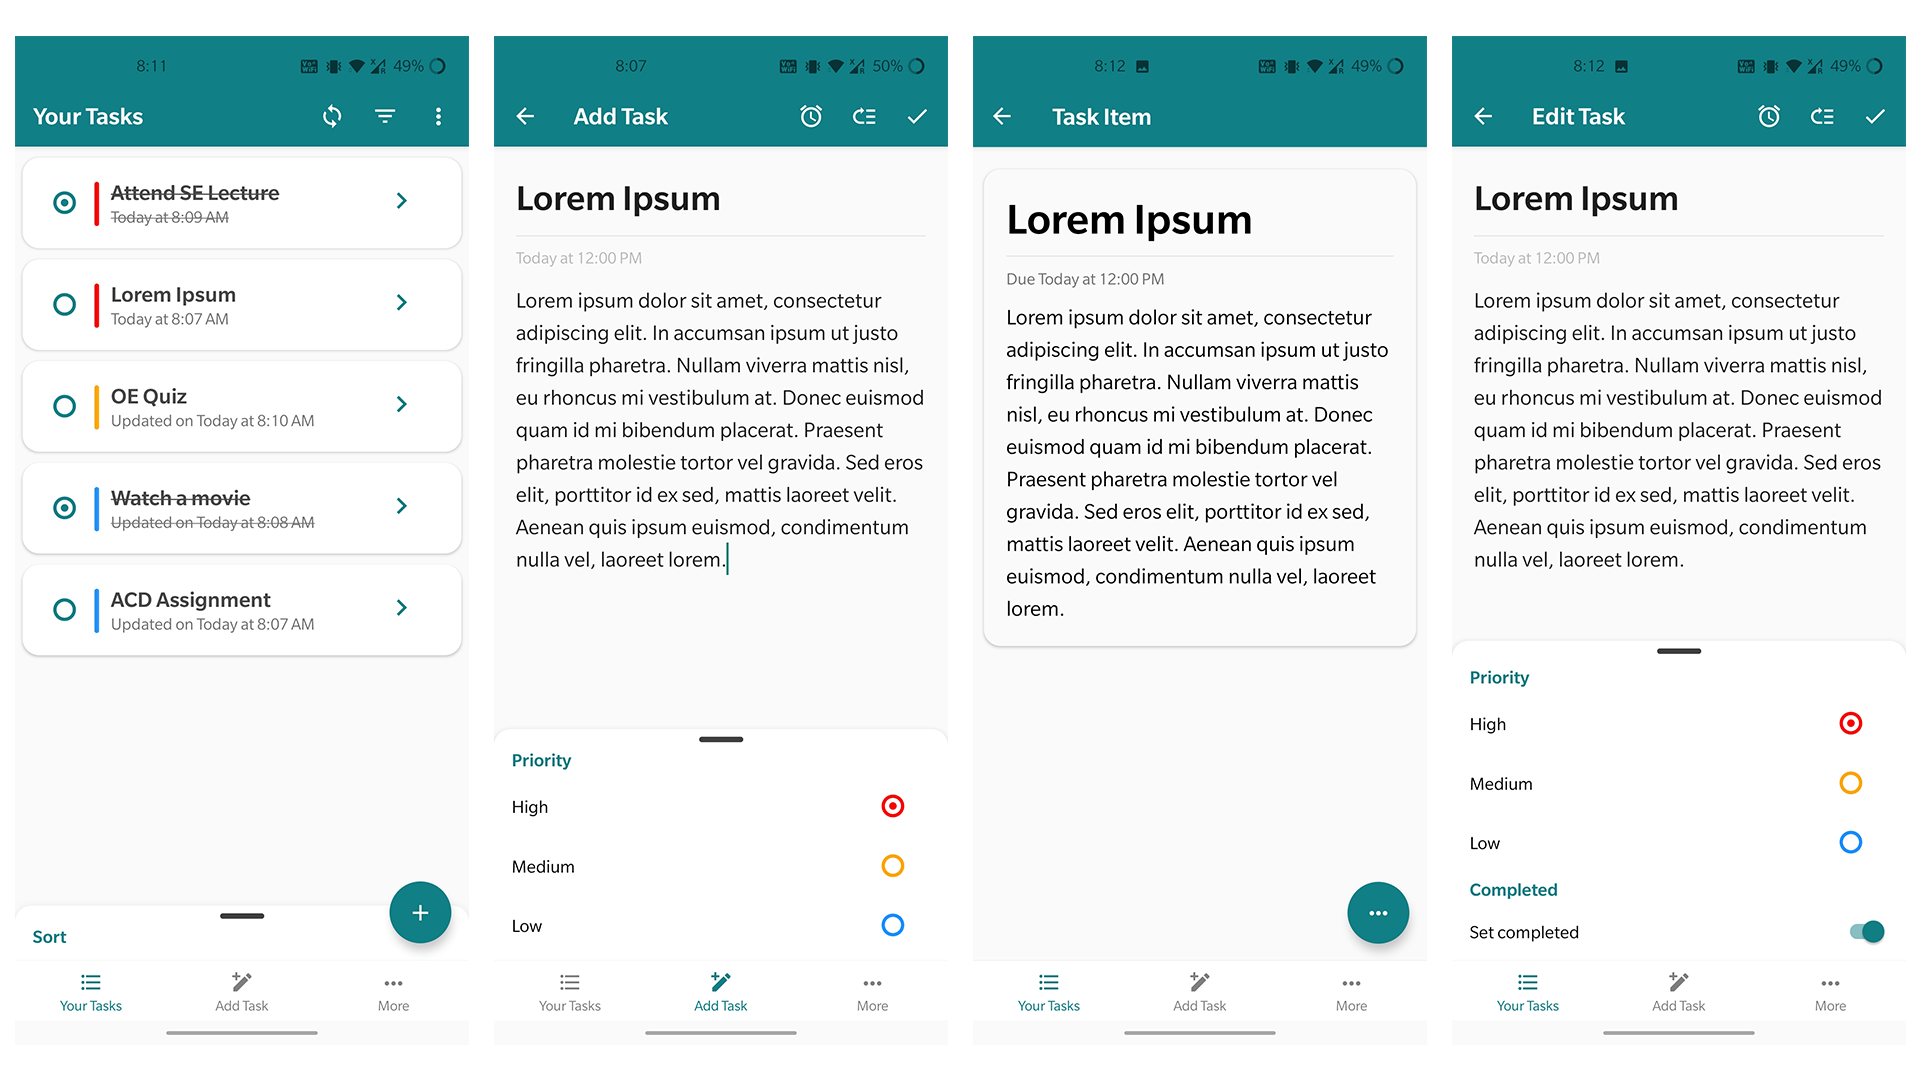 8:11
49%
Your Tasks
Attend SE Lecture
Today at 8:09 AM
Lorem Ipsum
Today at 8:07 AM
OE Quiz
Updated on Today at 8:10 AM
Watch a movie
Updated on Today at 8:08 AM
ACD Assignment
Updated on Today at 8:07 AM
Sort
Your Tasks
Add Task
More
8:07
50%
Add Task
Lorem Ipsum
Today at 12:00 PM
Lorem ipsum dolor sit amet, consectetur
adipiscing elit. In accumsan ipsum ut justo
fringilla pharetra. Nullam viverra mattis nisl,
eu rhoncus mi vestibulum at. Donec euismod
quam id mi bibendum placerat. Praesent
pharetra molestie tortor vel gravida. Sed eros
elit, porttitor id ex sed, mattis laoreet velit.
Aenean quis ipsum euismod, condimentum
nulla vel, laoreet lorem.
Priority
High
Medium
Low
Your Tasks
Add Task
More
8:12
49%
Task Item
Lorem Ipsum
Due Today at 12:00 PM
Lorem ipsum dolor sit amet, consectetur
adipiscing elit. In accumsan ipsum ut justo
fringilla pharetra. Nullam viverra mattis
nisl, eu rhoncus mi vestibulum at. Donec
euismod quam id mi bibendum placerat.
Praesent pharetra molestie tortor vel
gravida. Sed eros elit, porttitor id ex sed,
mattis laoreet velit. Aenean quis ipsum
euismod, condimentum nulla vel, laoreet
lorem.
Your Tasks
Add Task
More
8:12
49%
Edit Task
Lorem Ipsum
Today at 12:00 PM
Lorem ipsum dolor sit amet, consectetur
adipiscing elit. In accumsan ipsum ut justo
fringilla pharetra. Nullam viverra mattis nisl,
eu rhoncus mi vestibulum at. Donec euismod
quam id mi bibendum placerat. Praesent
pharetra molestie tortor vel gravida. Sed eros
elit, porttitor id ex sed, mattis laoreet velit.
Aenean quis ipsum euismod, condimentum
nulla vel, laoreet lorem.
Priority
High
Medium
Low
Completed
Set completed
Your Tasks
Add Task
More